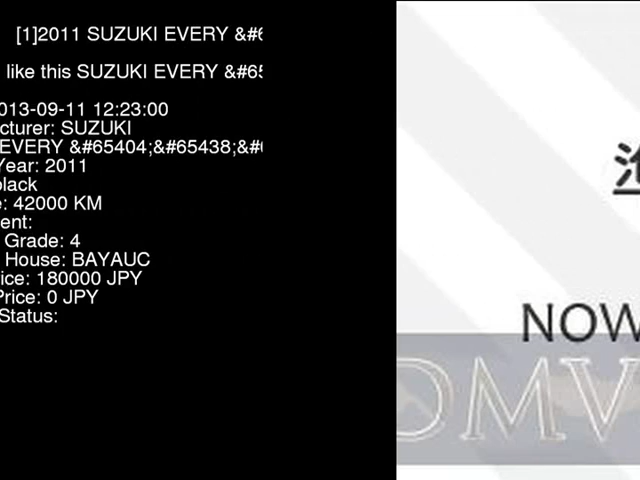 [1]2011 SUZUKI EVERY &#6
like this SUZUKI EVERY &#65
013-09-11 12:23:00
cturer: SUZUKI
EVERY &#65404;&#65438;&#
Year: 2011
black
e: 42000 KM
ent:
Grade: 4
House: BAYAUC
ice: 180000 JPY
Price: 0 JPY
Status:
NOW
DMV